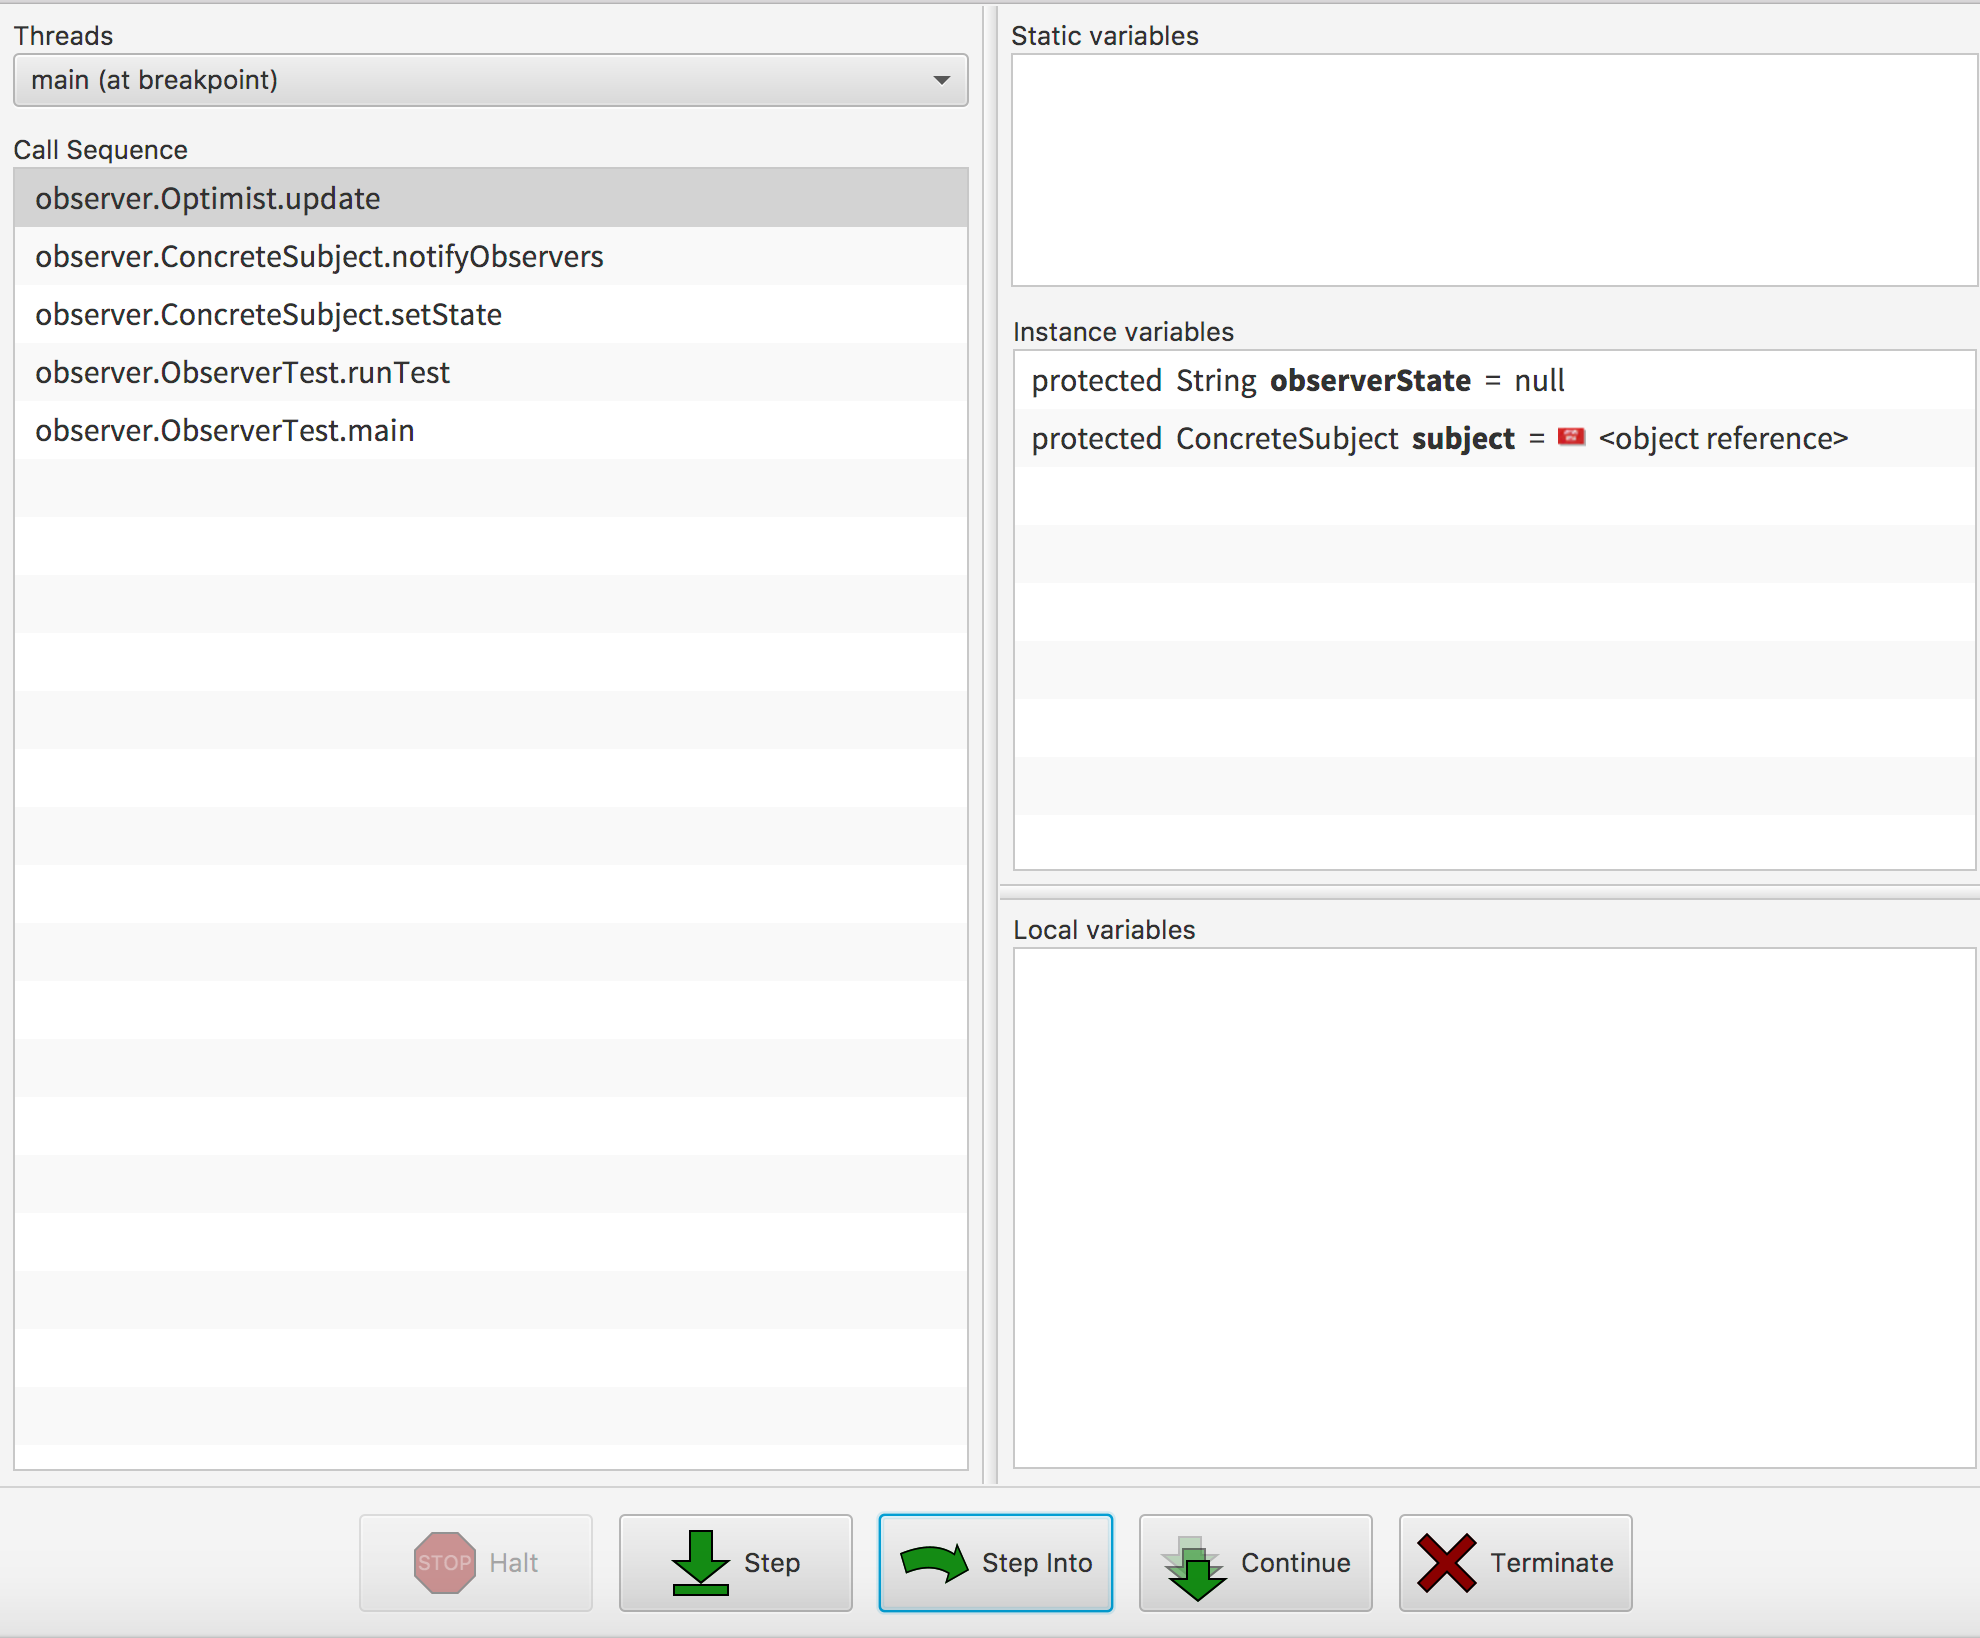 Threads
main (at breakpoint)
Call Sequence
observer.Optimist.update
observer.ConcreteSubject.notifyObservers
observer.ConcreteSubject.setState
observer.ObserverTest.runTest
observer.ObserverTest.main
Static variables
Instance variables
protected String observerState = null
protected ConcreteSubject subject = <object reference>
Local variables
STOP Halt
Step
Step Into
Continue
Terminate